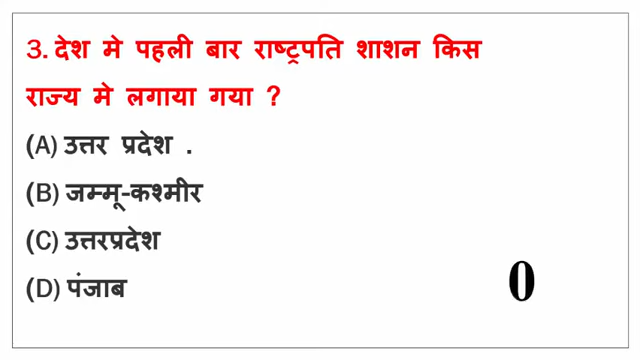 3. देश मे पहली बार राष्ट्रपति शाशन किस
राज्य मे लगाया गया ?
(A) उत्तर प्रदेश .
(B) जम्मू-कश्मीर
(C) उत्तरप्रदेश
(D) पंजाब
0